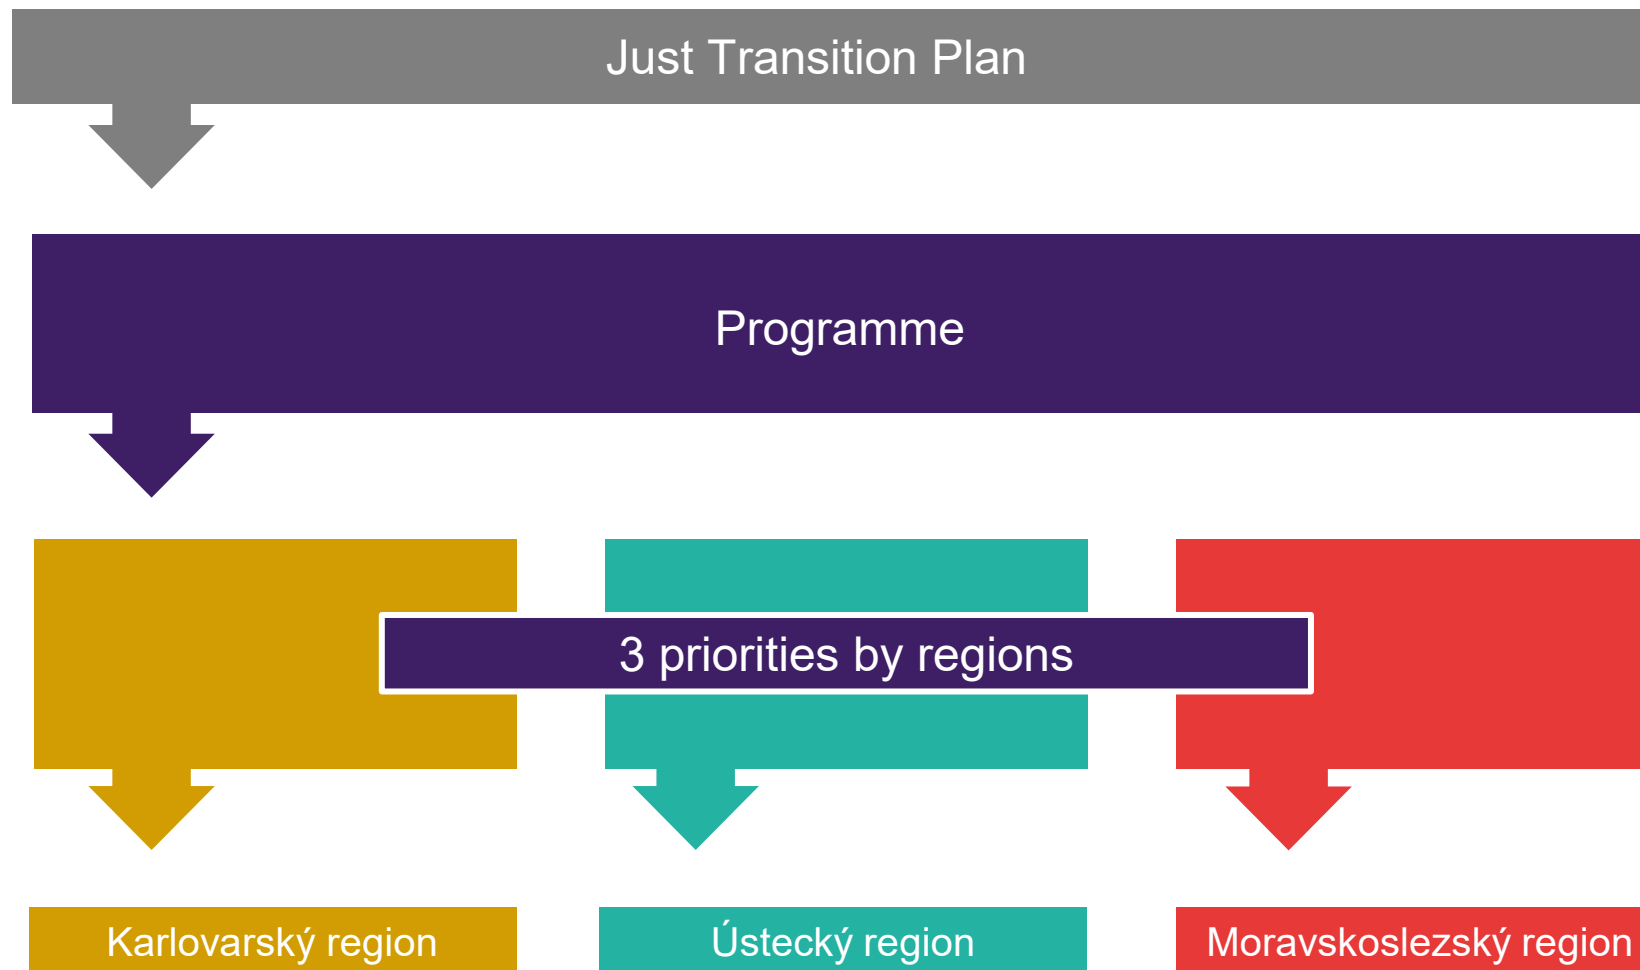 Just Transition Plan
Programme
3 priorities by regions
Karlovarský region
Ústecký region
Moravskoslezský region